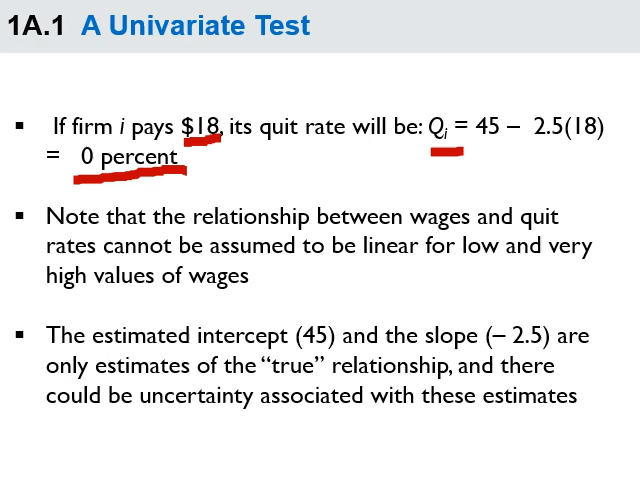 1A.1 A Univariate Test
▪ If firm i pays $18, its quit rate will be: Qi = 45 – 2.5(18)
= 0 percent
▪ Note that the relationship between wages and quit
rates cannot be assumed to be linear for low and very
high values of wages
▪ The estimated intercept (45) and the slope (– 2.5) are
only estimates of the “true” relationship, and there
could be uncertainty associated with these estimates